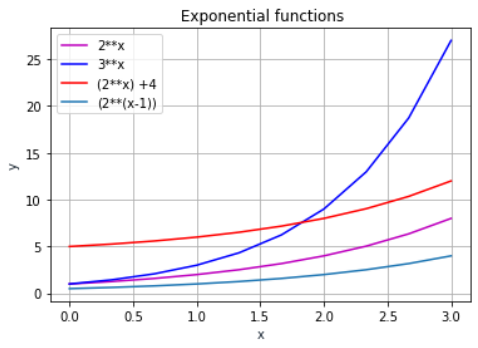 Exponential functions
2**x
3**x
(2**x) +4
(2**(x-1))
y
25
20
15
10
5
0
0.0 0.5 1.0 1.5 2.0 2.5 3.0
x